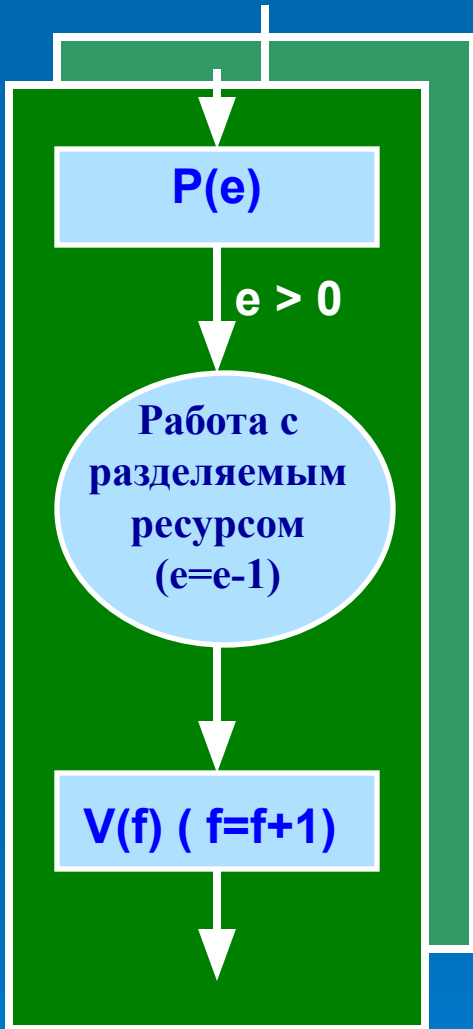 P(e)
e > 0
Работа с
разделяемым
ресурсом
(e=e-1)
V(f) ( f=f+1)